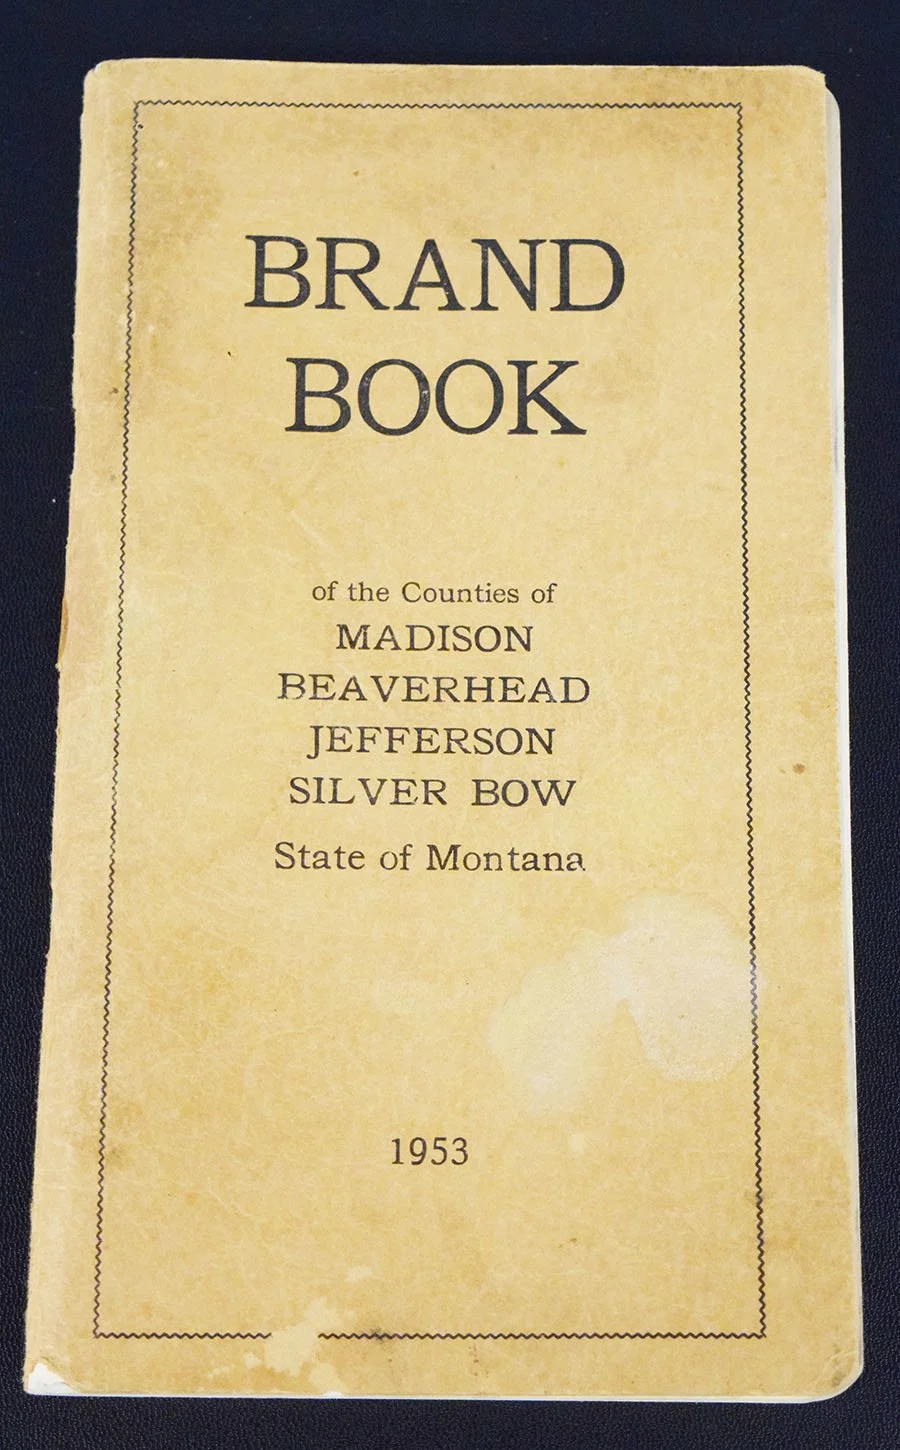 BRAND
BOOK
of the Counties of
MADISON
BEAVERHEAD
JEFFERSON
SILVER BOW
State of Montana
1953